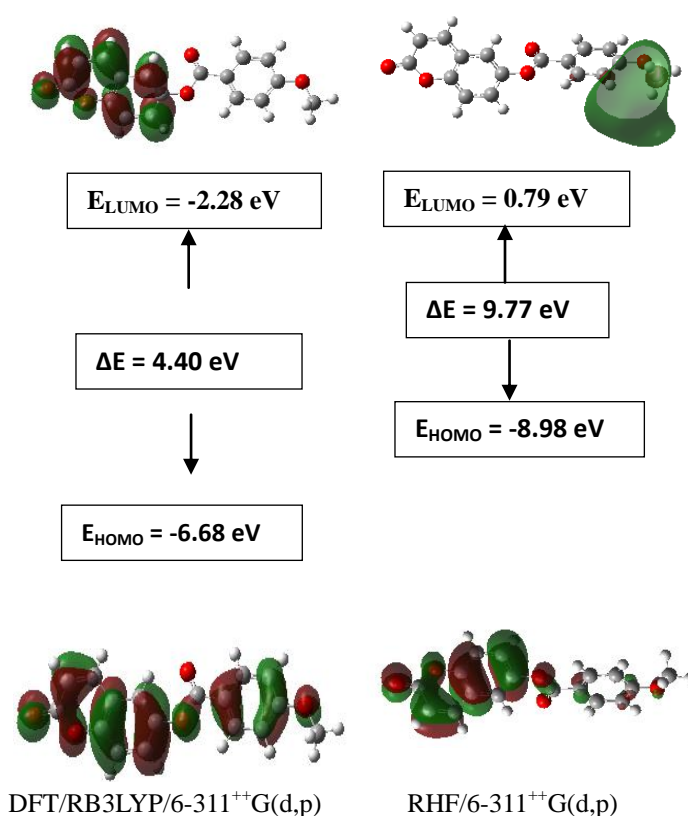 E_LUMO = -2.28 eV
E_LUMO = 0.79 eV
ΔE = 9.77 eV
ΔE = 4.40 eV
E_HOMO = -8.98 eV
E_HOMO = -6.68 eV
DFT/RB3LYP/6-311⁺⁺G(d,p)
RHF/6-311⁺⁺G(d,p)